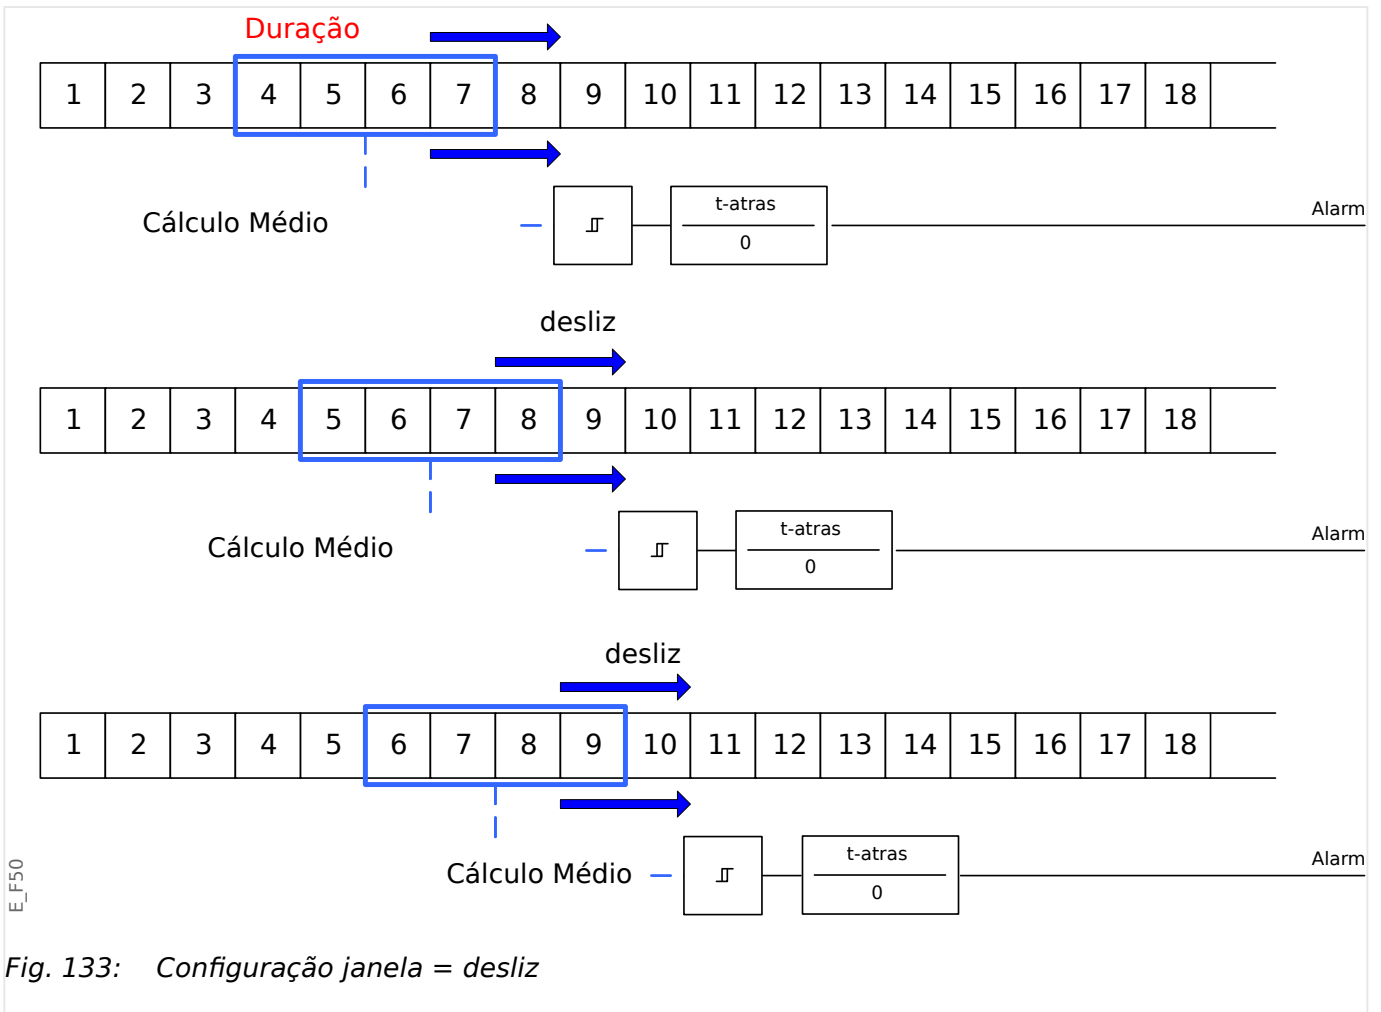 Duração
1 2 3 4 5 6 7 8 9 10 11 12 13 14 15 16 17 18
t-atras
Alarm
Cálculo Médio
0
desliz
1 2 3 4 5 6 7 8 9 10 11 12 13 14 15 16 17 18
t-atras
Alarm
Cálculo Médio
0
desliz
1 2 3 4 5 6 7 8 9 10 11 12 13 14 15 16 17 18
t-atras
Alarm
Cálculo Médio
0
E_F50
Fig. 133: Configuração janela = desliz